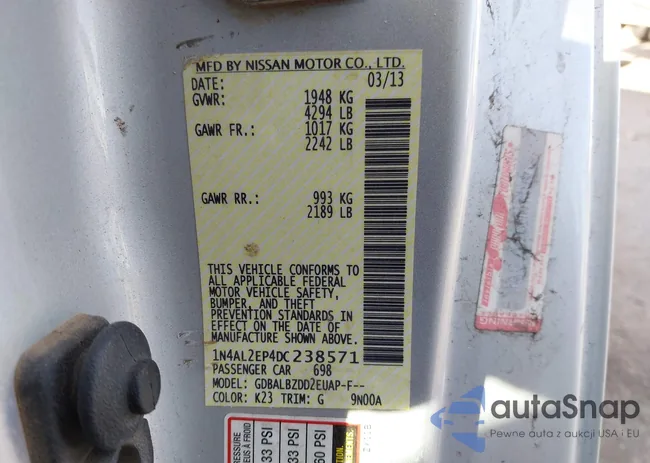 MFD BY NISSAN MOTOR CO., LTD.
DATE: 03/13
GVWR: 1948 KG
4294 LB
GAWR FR.: 1017 KG
2242 LB
GAWR RR.: 993 KG
2189 LB
THIS VEHICLE CONFORMS TO
ALL APPLICABLE FEDERAL
MOTOR VEHICLE SAFETY,
BUMPER, AND THEFT
PREVENTION STANDARDS IN
EFFECT ON THE DATE OF
MANUFACTURE SHOWN ABOVE.
1N4AL2EP4DC238571
PASSENGER CAR 698
MODEL: GDBALBZDD2EUAP-F--
COLOR: K23 TRIM: G 9N00A
PRESSURE
À FROID
33 PSI
33 PSI
60 PSI
autaSnap
Pewne auta z aukcji USA i EU